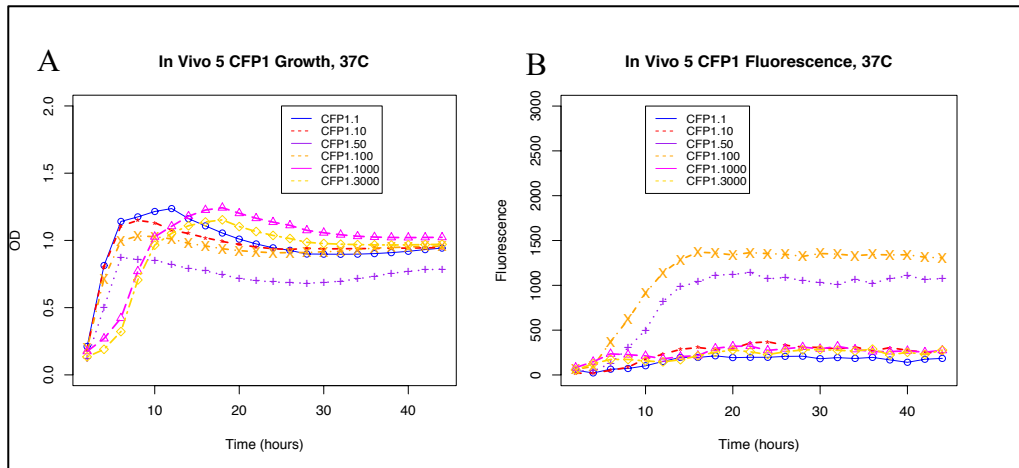 A
In Vivo 5 CFP1 Growth, 37C
2.0
1.5
1.0
0.5
0.0
OD
10
20
30
40
Time (hours)
CFP1.1
CFP1.10
CFP1.50
CFP1.100
CFP1.1000
CFP1.3000
B
In Vivo 5 CFP1 Fluorescence, 37C
3000
2500
2000
1500
1000
500
0
Fluorescence
10
20
30
40
Time (hours)
CFP1.1
CFP1.10
CFP1.50
CFP1.100
CFP1.1000
CFP1.3000